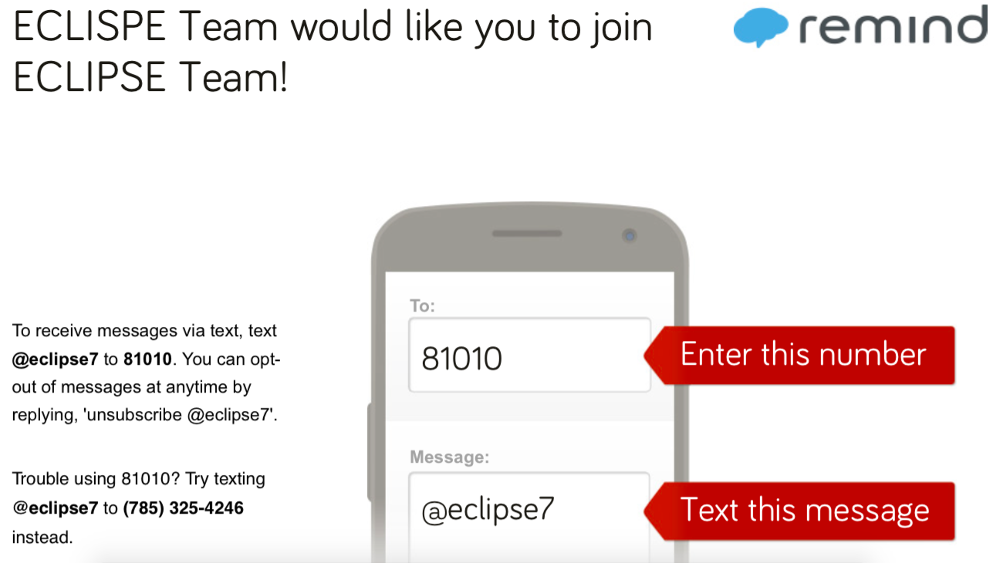 ECLISPE Team would like you to join
ECLIPSE Team!
remind
To receive messages via text, text
@eclipse7 to 81010. You can opt-
out of messages at anytime by
replying, 'unsubscribe @eclipse7'.
Trouble using 81010? Try texting
@eclipse7 to (785) 325-4246
instead.
To:
81010
Enter this number
Message:
@eclipse7
Text this message